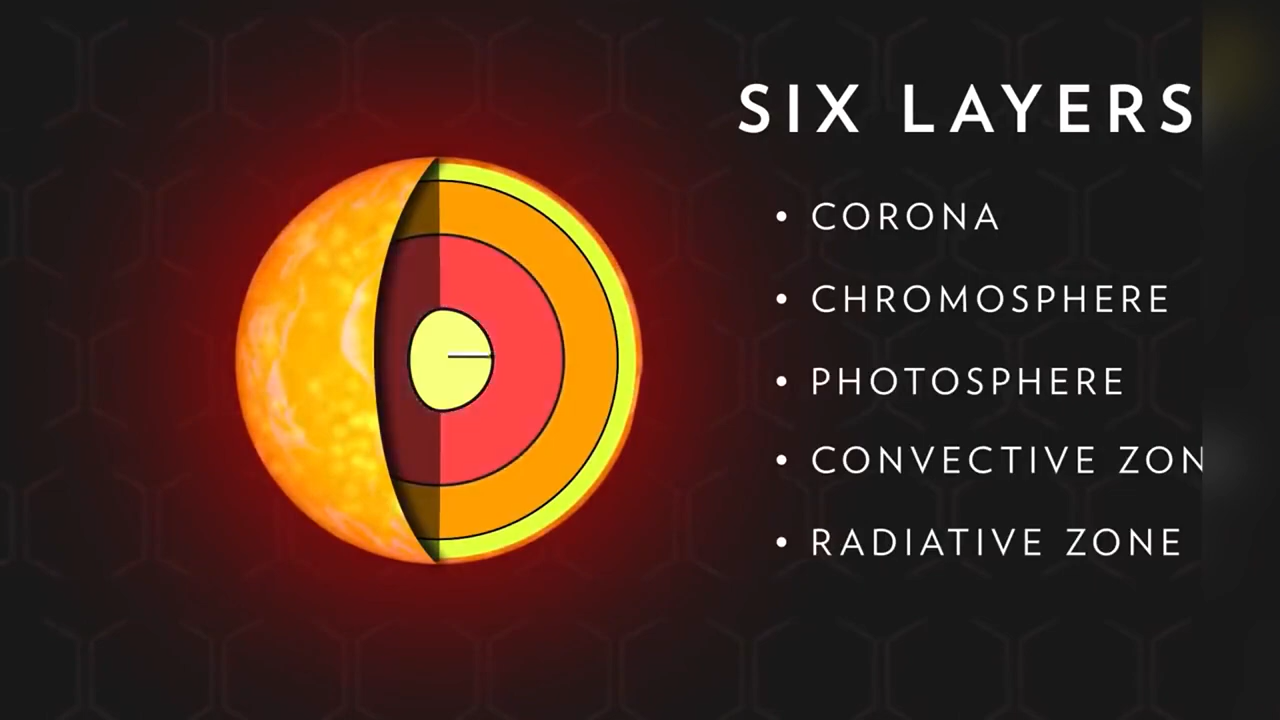 SIX LAYERS
• CORONA
• CHROMOSPHERE
• PHOTOSPHERE
• CONVECTIVE ZON
• RADIATIVE ZONE